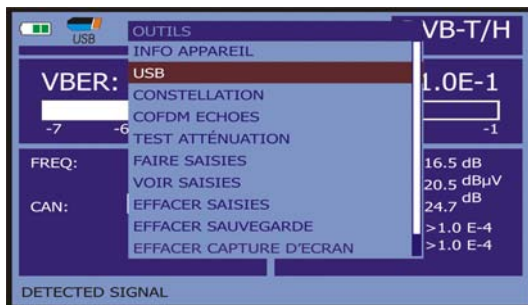 USB
OUTILS
VB-T/H
INFO APPAREIL
USB
CONSTELLATION
COFDM ECHOES
TEST ATTÉNUATION
FAIRE SAISIES
VOIR SAISIES
EFFACER SAISIES
EFFACER SAUVEGARDE
EFFACER CAPTURE D'ECRAN
VBER:
1.0E-1
-7
-6
-1
FREQ:
16.5 dB
20.5 dBµV
CAN:
24.7 dB
>1.0 E-4
>1.0 E-4
DETECTED SIGNAL